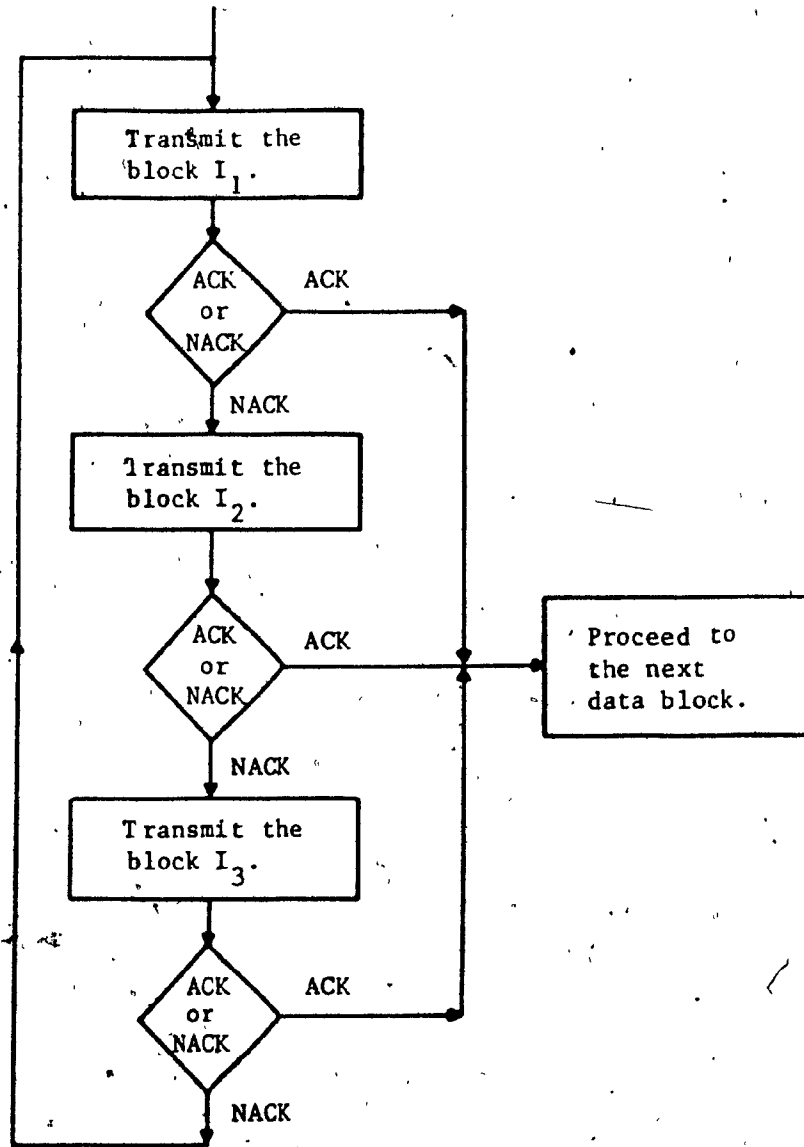 Transmit the
block I₁.
ACK
or
NACK
ACK
NACK
Transmit the
block I₂.
ACK
or
NACK
ACK
Proceed to
the next
data block.
NACK
Transmit the
block I₃.
ACK
or
NACK
ACK
NACK